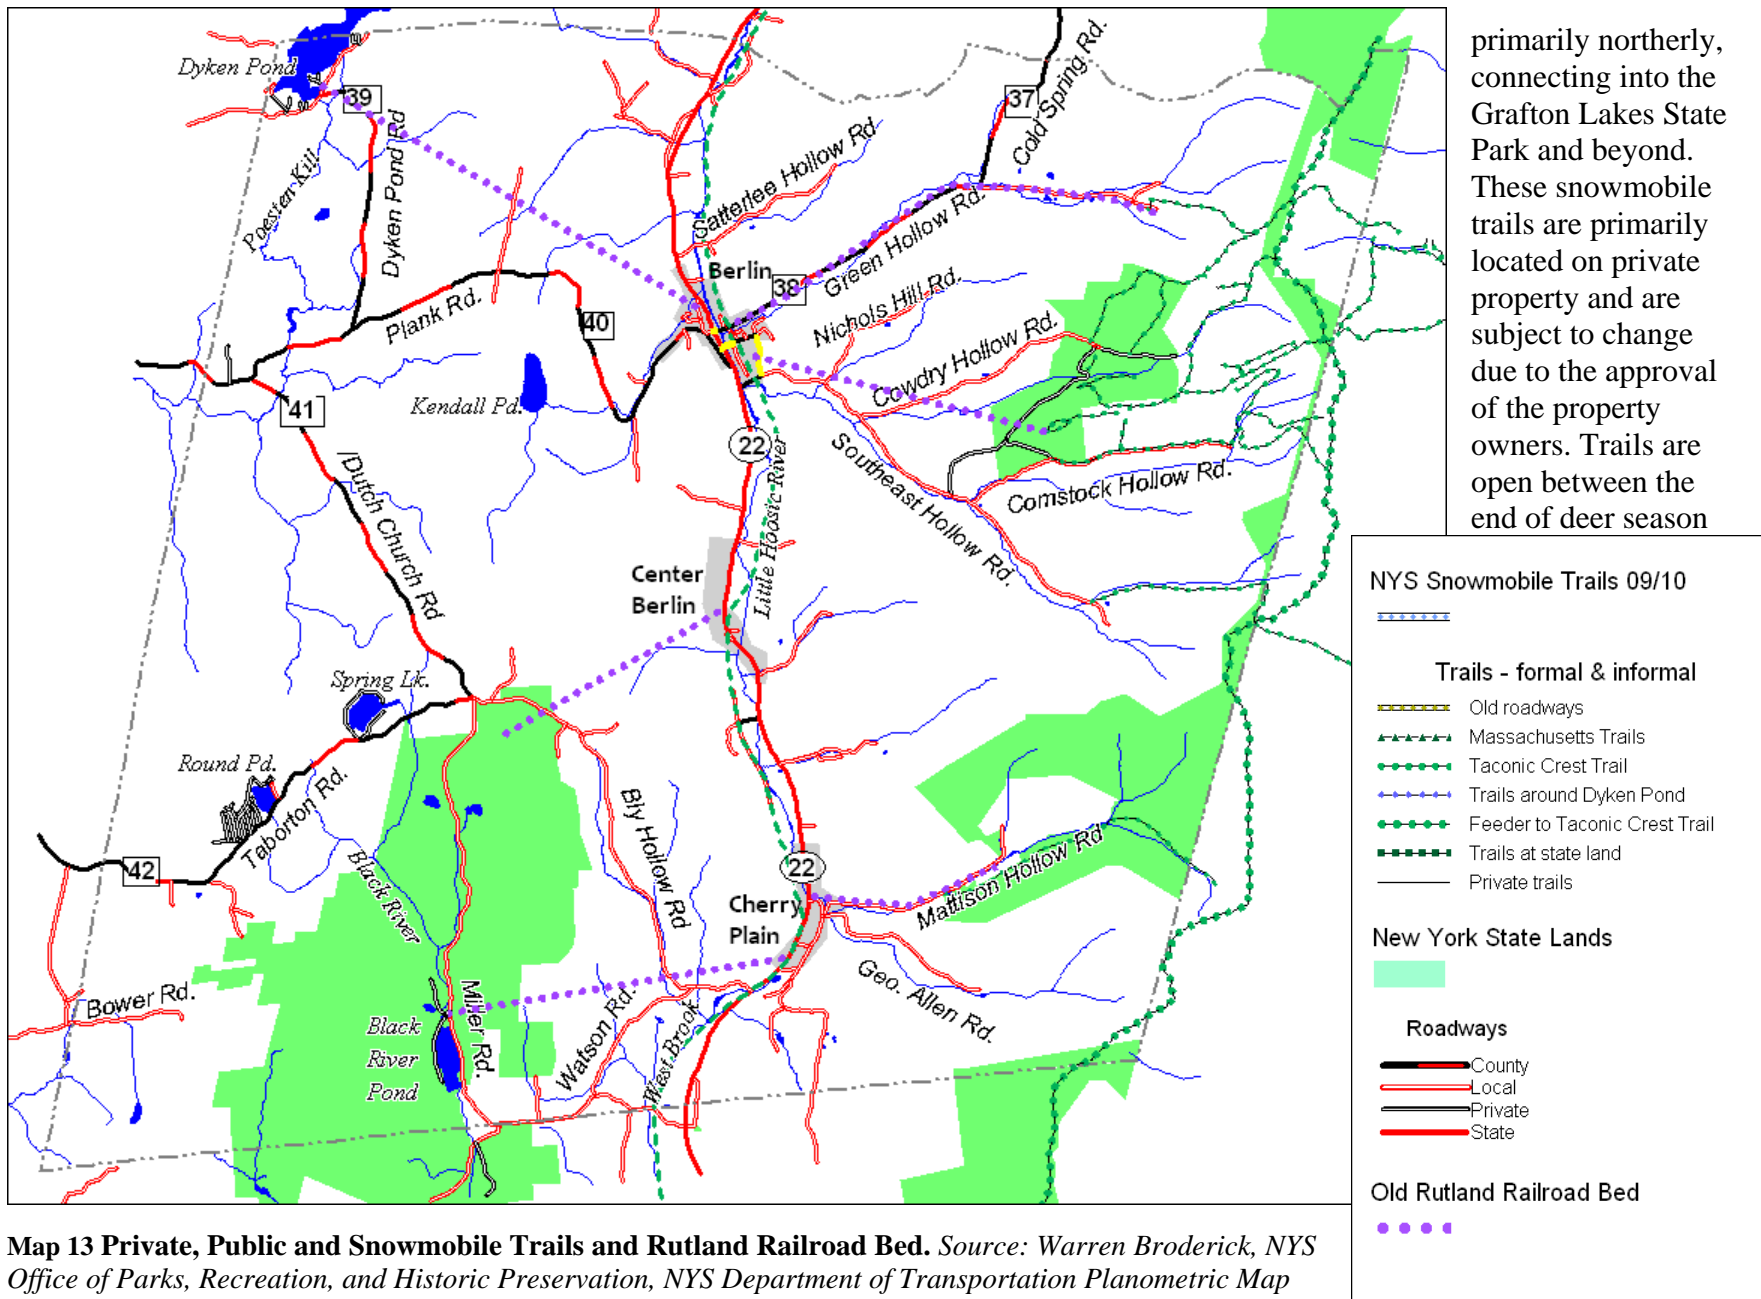 primarily northerly,
connecting into the
Grafton Lakes State
Park and beyond.
These snowmobile
trails are primarily
located on private
property and are
subject to change
due to the approval
of the property
owners. Trails are
open between the
end of deer season
Dyken Pond
39
Dyken Pond Rd
Poesten Kill
37
Cold Spring Rd.
Satterlee Hollow Rd.
Berlin
38
Green Hollow Rd.
Nichols Hill Rd.
Plank Rd.
40
Cowdry Hollow Rd.
41
Kendall Pd.
22
Little Hoosic River
Southeast Hollow Rd.
Comstock Hollow Rd.
/Dutch Church Rd
Center
Berlin
Spring Lk.
Round Pd.
Taborton Rd.
42
Black River
Bly Hollow Rd
22
Mattison Hollow Rd
Cherry
Plain
Geo. Allen Rd.
Bower Rd.
Black
River
Pond
Miller Rd.
Watson Rd.
West Brook
NYS Snowmobile Trails 09/10
Trails - formal & informal
Old roadways
Massachusetts Trails
Taconic Crest Trail
Trails around Dyken Pond
Feeder to Taconic Crest Trail
Trails at state land
Private trails
New York State Lands
Roadways
County
Local
Private
State
Old Rutland Railroad Bed
Map 13 Private, Public and Snowmobile Trails and Rutland Railroad Bed. Source: Warren Broderick, NYS
Office of Parks, Recreation, and Historic Preservation, NYS Department of Transportation Planometric Map